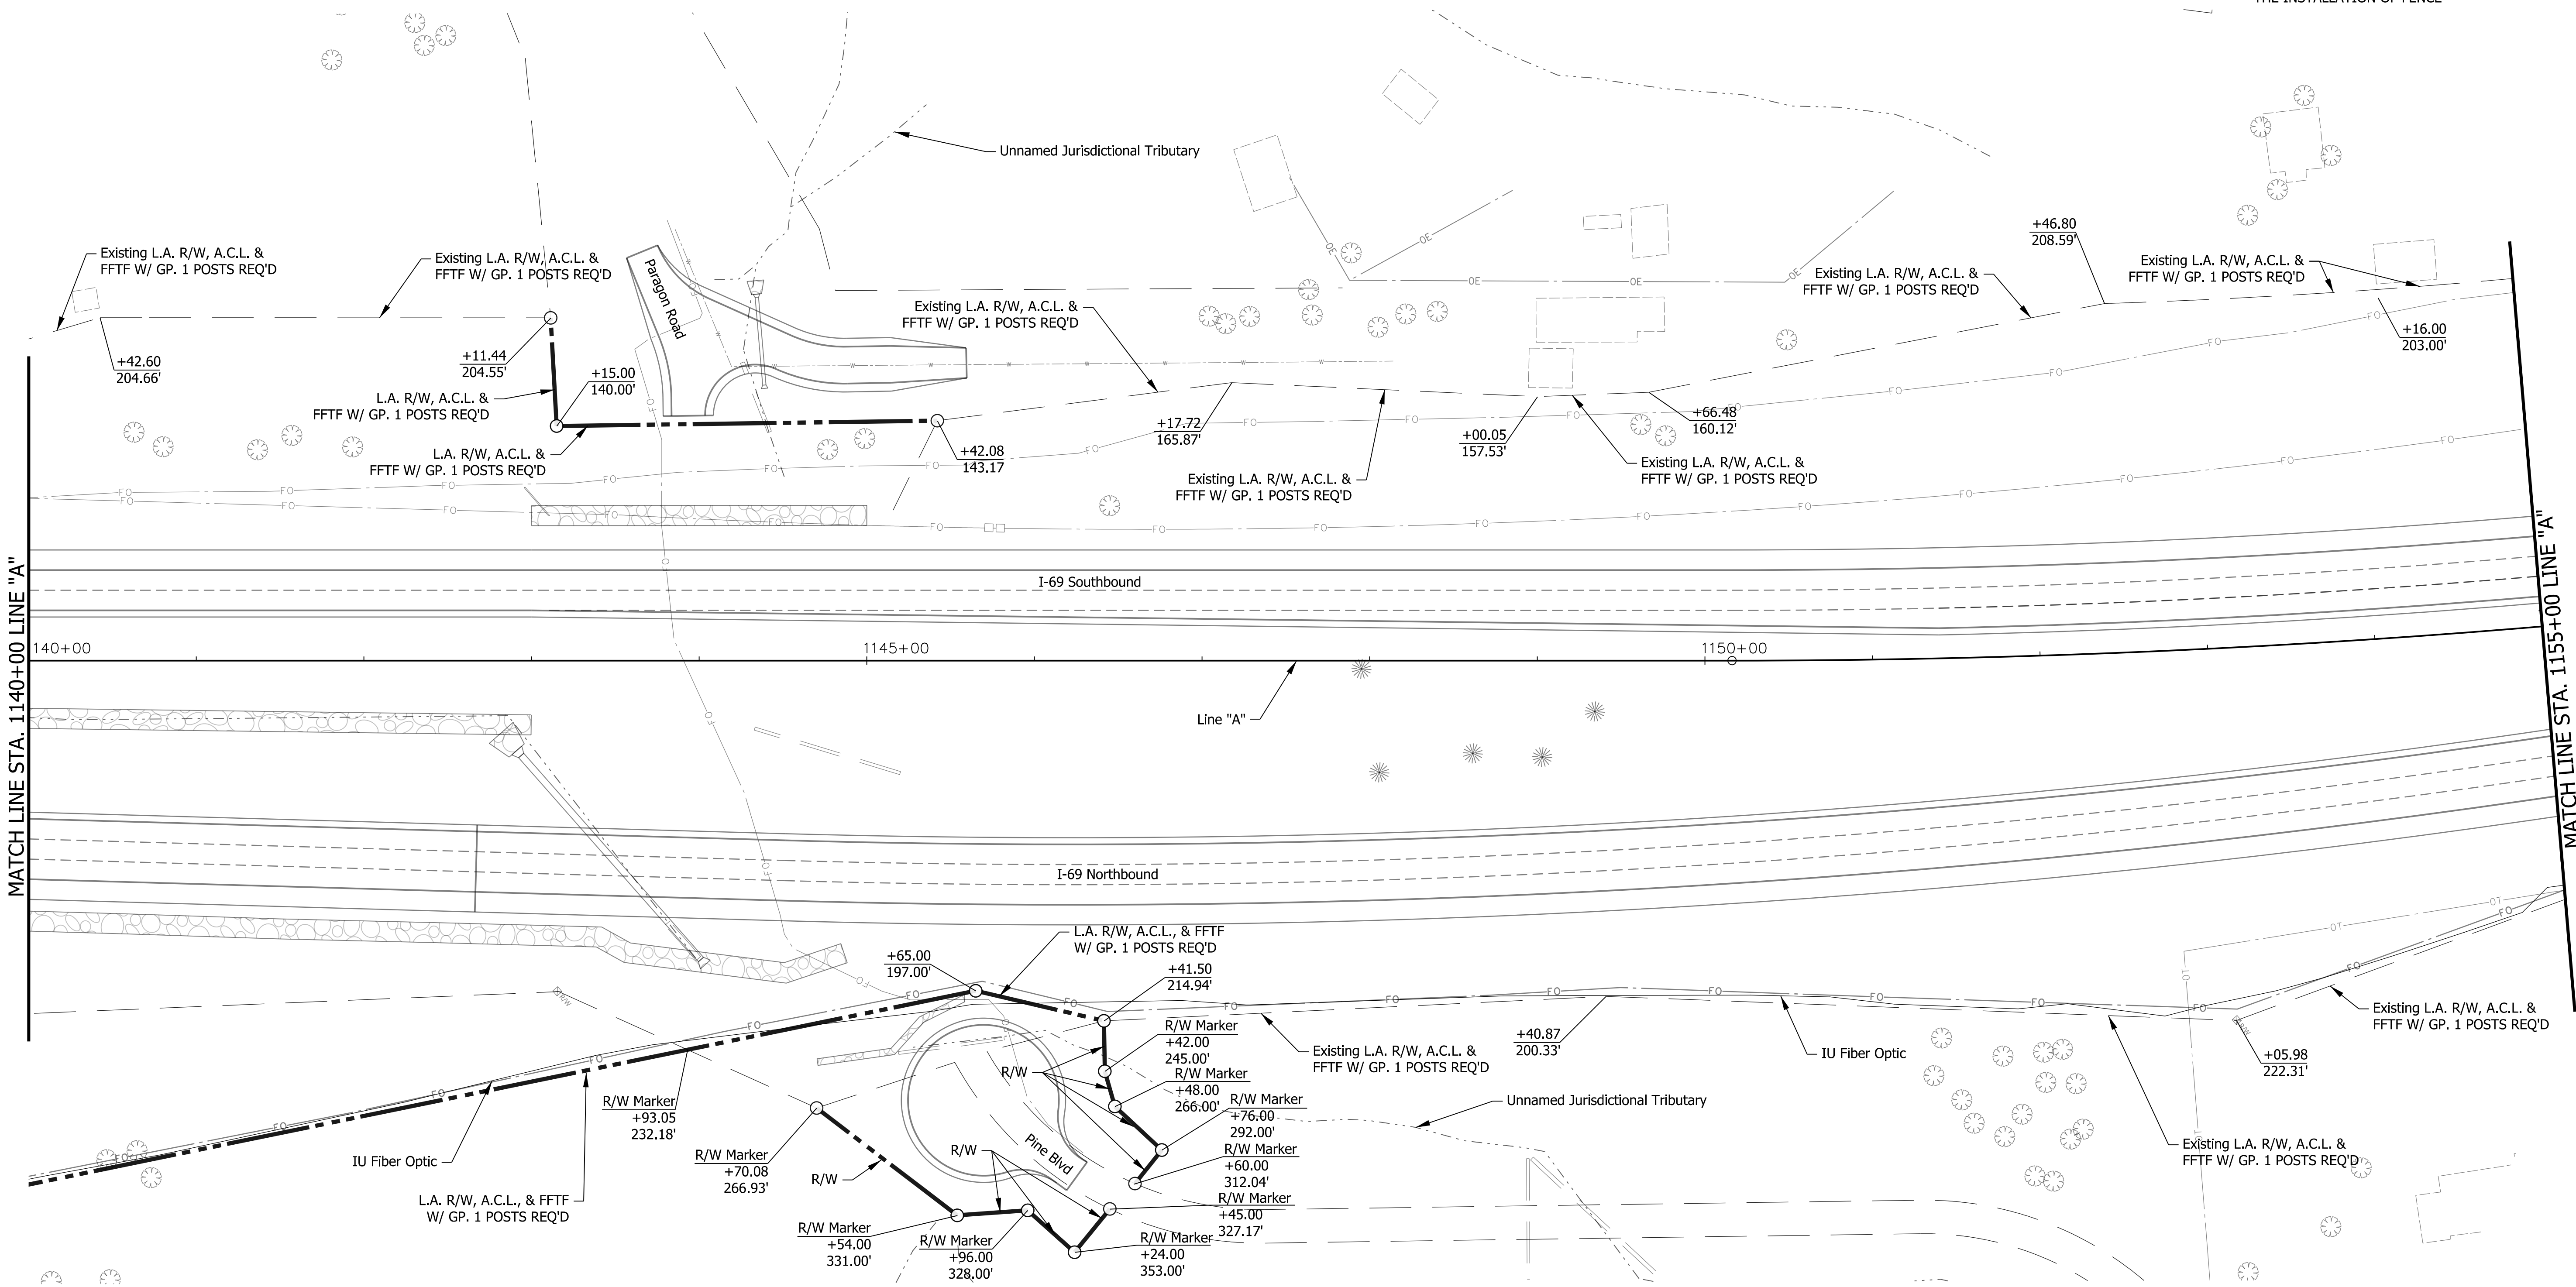 THE INSTALLATION OF FENCE
Unnamed Jurisdictional Tributary
Existing L.A. R/W, A.C.L. &
FFTF W/ GP. 1 POSTS REQ'D
Existing L.A. R/W, A.C.L. &
FFTF W/ GP. 1 POSTS REQ'D
Paragon Road
OE
OE
OE
OE
OE
+46.80
208.59'
Existing L.A. R/W, A.C.L. &
FFTF W/ GP. 1 POSTS REQ'D
Existing L.A. R/W, A.C.L. &
FFTF W/ GP. 1 POSTS REQ'D
Existing L.A. R/W, A.C.L. &
FFTF W/ GP. 1 POSTS REQ'D
+42.60
204.66'
+11.44
204.55'
+15.00
140.00'
L.A. R/W, A.C.L. &
FFTF W/ GP. 1 POSTS REQ'D
L.A. R/W, A.C.L. &
FFTF W/ GP. 1 POSTS REQ'D
+42.08
143.17
+17.72
165.87'
Existing L.A. R/W, A.C.L. &
FFTF W/ GP. 1 POSTS REQ'D
+00.05
157.53'
+66.48
160.12'
Existing L.A. R/W, A.C.L. &
FFTF W/ GP. 1 POSTS REQ'D
+16.00
203.00'
I-69 Southbound
MATCH LINE STA. 1140+00 LINE "A"
140+00
1145+00
1150+00
MATCH LINE STA. 1155+00 LINE "A"
Line "A"
I-69 Northbound
L.A. R/W, A.C.L., & FFTF
W/ GP. 1 POSTS REQ'D
+65.00
197.00'
+41.50
214.94'
R/W Marker
+42.00
245.00'
R/W Marker
+48.00
266.00'
R/W
R/W Marker
+76.00
292.00'
R/W Marker
+60.00
312.04'
R/W Marker
+45.00
327.17'
R/W Marker
+24.00
353.00'
R/W
Pine Blvd
R/W Marker
+93.05
232.18'
IU Fiber Optic
L.A. R/W, A.C.L., & FFTF
W/ GP. 1 POSTS REQ'D
R/W Marker
+70.08
266.93'
R/W
R/W Marker
+54.00
331.00'
R/W Marker
+96.00
328.00'
Existing L.A. R/W, A.C.L. &
FFTF W/ GP. 1 POSTS REQ'D
+40.87
200.33'
IU Fiber Optic
Unnamed Jurisdictional Tributary
Existing L.A. R/W, A.C.L. &
FFTF W/ GP. 1 POSTS REQ'D
+05.98
222.31'
Existing L.A. R/W, A.C.L. &
FFTF W/ GP. 1 POSTS REQ'D